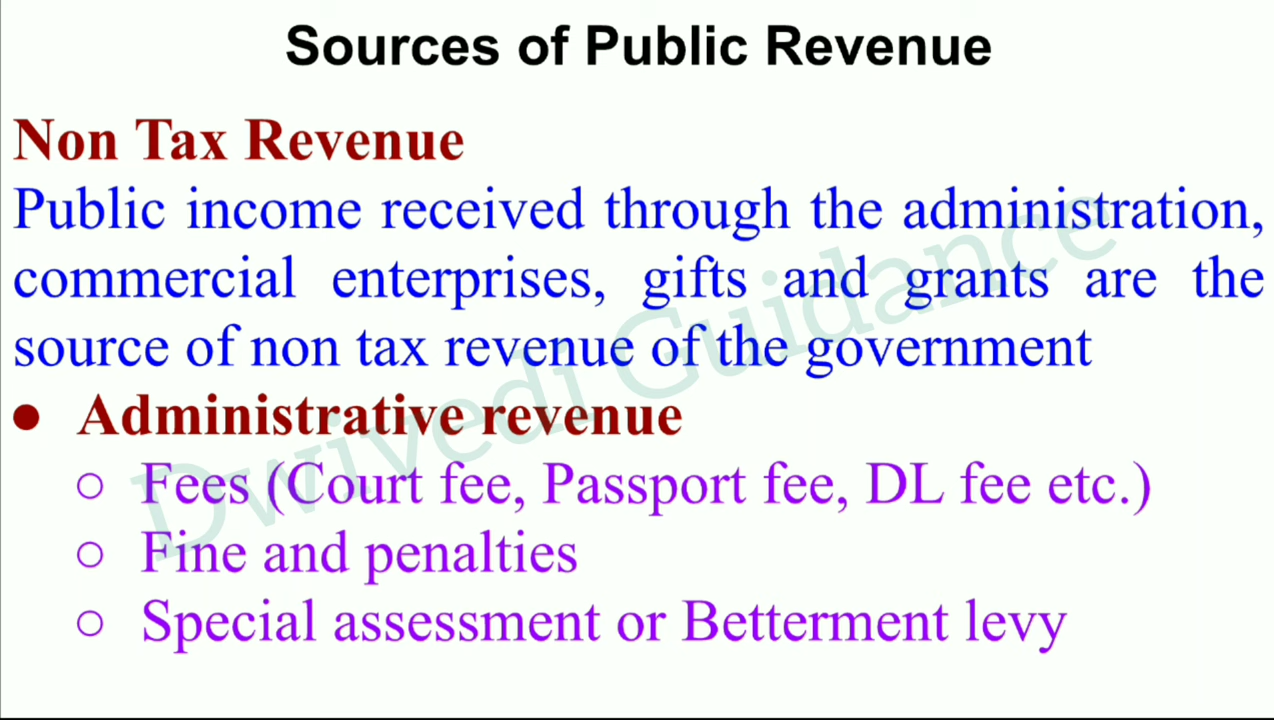 Sources of Public Revenue
Non Tax Revenue
Public income received through the administration,
commercial enterprises, gifts and grants are the
source of non tax revenue of the government
● Administrative revenue
○ Fees (Court fee, Passport fee, DL fee etc.)
○ Fine and penalties
○ Special assessment or Betterment levy
Dwivedi Guidance